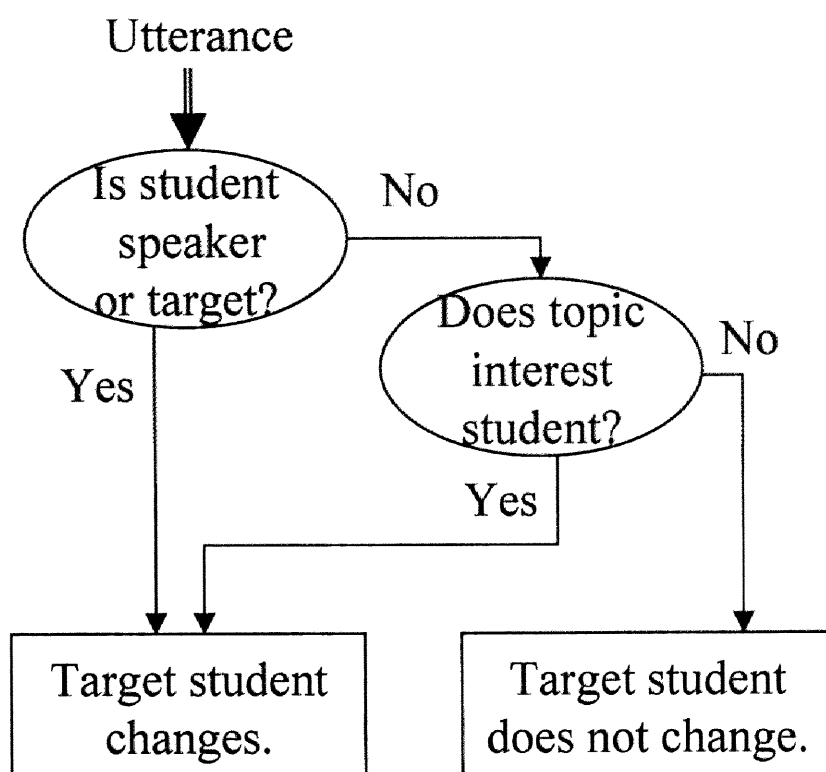 Utterance
Is student
speaker
or target?
No
Yes
Does topic
interest
student?
No
Yes
Target student
changes.
Target student
does not change.